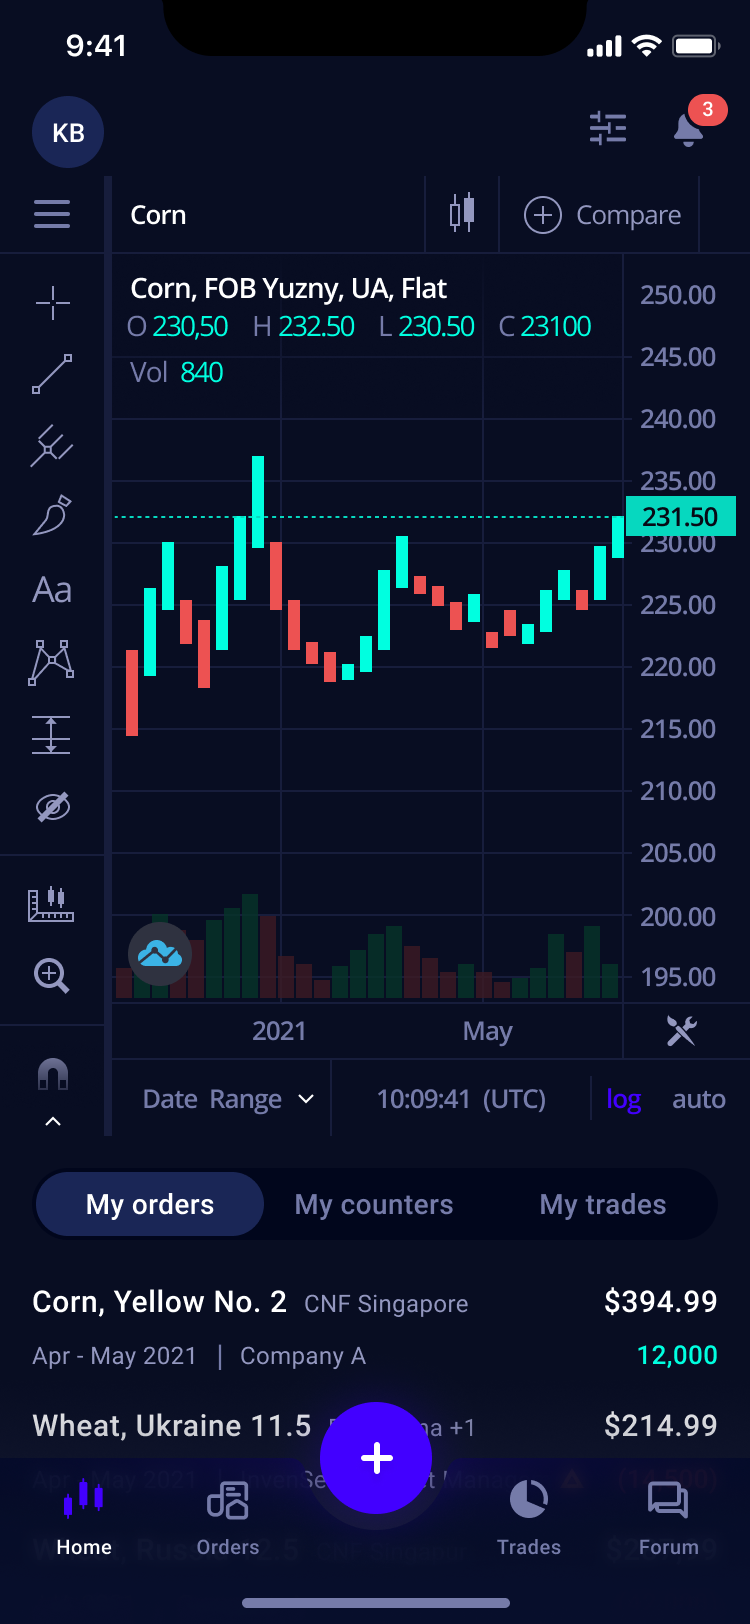 9:41
KB
3
Corn
Compare
Corn, FOB Yuzny, UA, Flat
O 230,50 H 232.50 L 230.50 C 23100
Vol 840
250.00
245.00
240.00
235.00
231.50
230.00
225.00
220.00
215.00
210.00
205.00
200.00
195.00
Aa
2021 May
Date Range 10:09:41 (UTC) log auto
My orders My counters My trades
Corn, Yellow No. 2 CNF Singapore $394.99
Apr - May 2021 | Company A 12,000
Wheat, Ukraine 11.5 +1 $214.99
Apr - May 2021
Home Orders Trades Forum